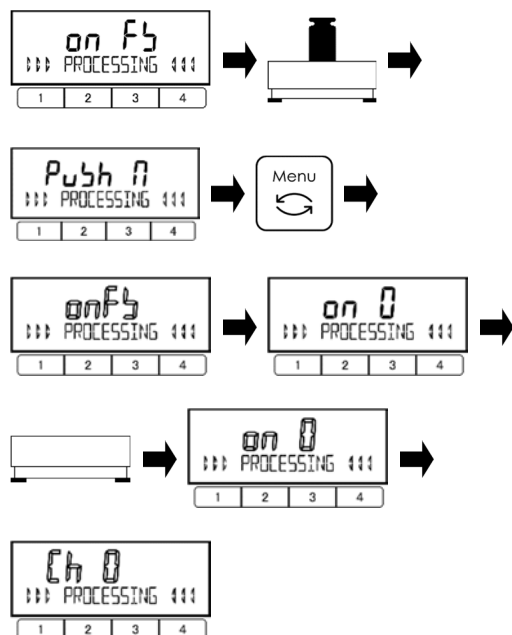 on FS
PROCESSING
1 2 3 4
PuSh M
PROCESSING
1 2 3 4
Menu
onFS
PROCESSING
1 2 3 4
on 0
PROCESSING
1 2 3 4
on 0
PROCESSING
1 2 3 4
Ch 0
PROCESSING
1 2 3 4